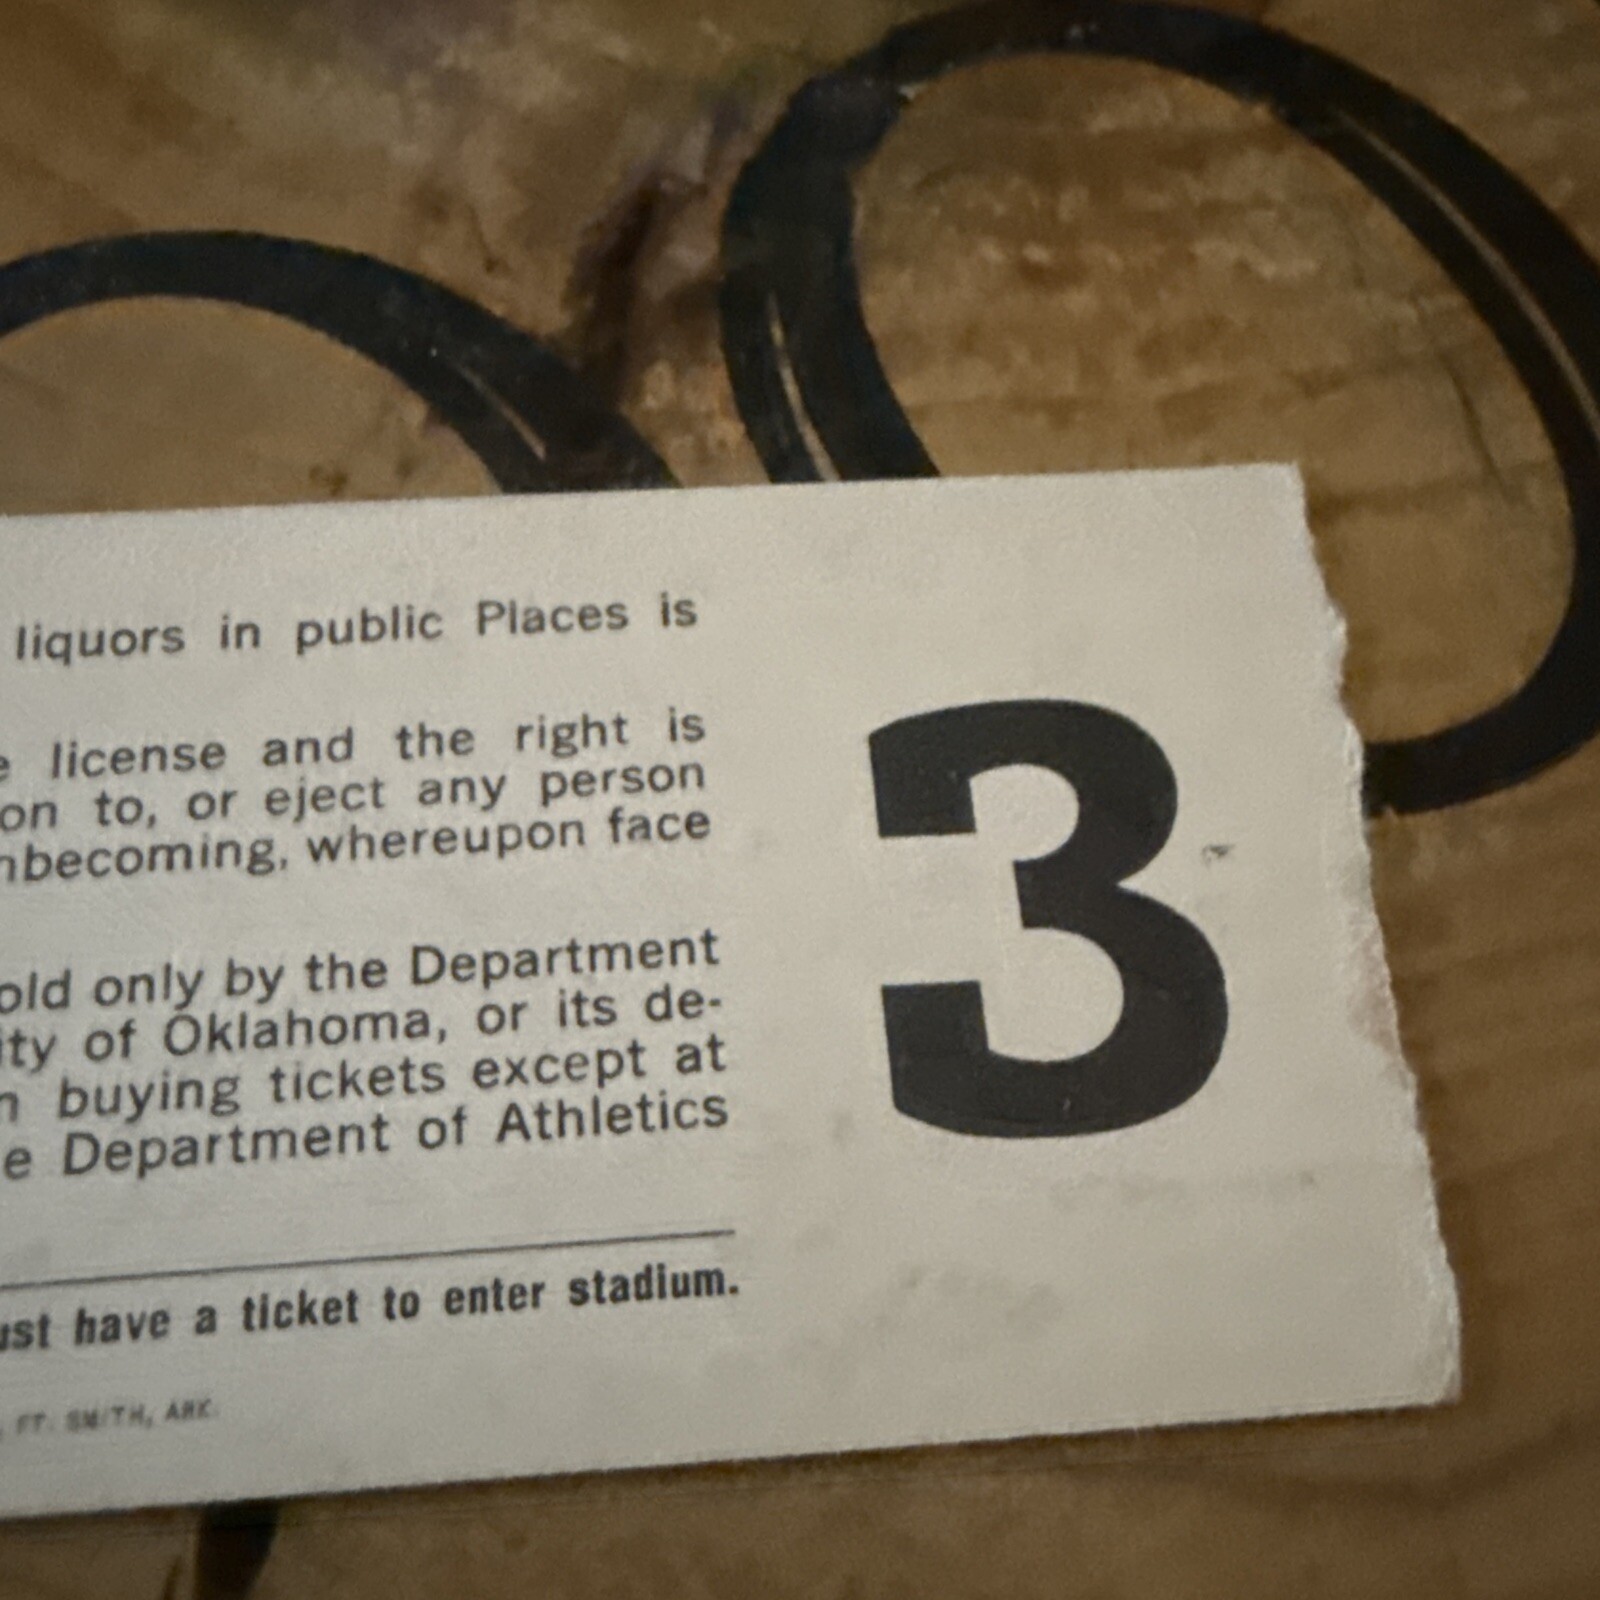 liquors in public Places is
license and the right is
on to, or eject any person
nbecoming, whereupon face
old only by the Department
ity of Oklahoma, or its de-
n buying tickets except at
e Department of Athletics
ust have a ticket to enter stadium.
, FT. SMITH, ARK.
3